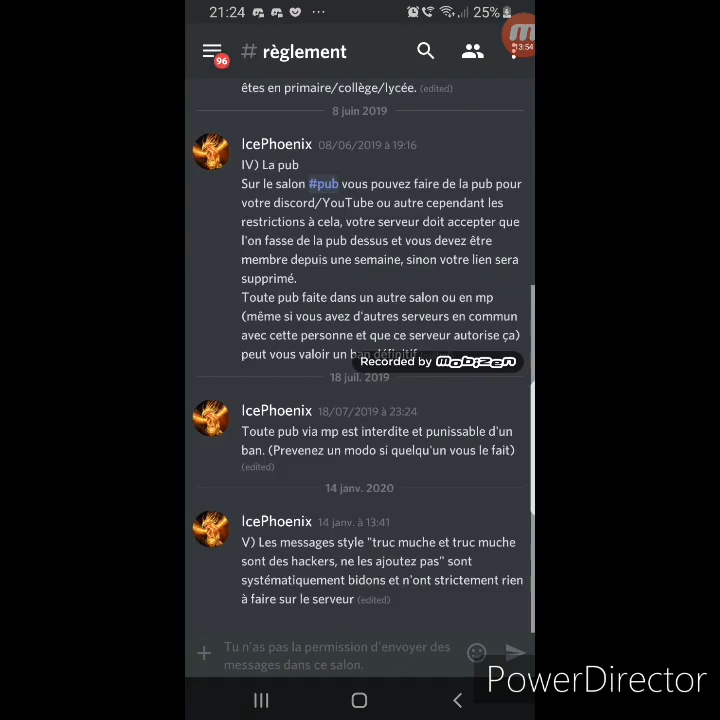 21:24
25%
13:54
96
# règlement
êtes en primaire/collège/lycée. (edited)
8 juin 2019
IcePhoenix 08/06/2019 à 19:16
IV) La pub
Sur le salon #pub vous pouvez faire de la pub pour
votre discord/YouTube ou autre cependant les
restrictions à cela, votre serveur doit accepter que
l'on fasse de la pub dessus et vous devez être
membre depuis une semaine, sinon votre lien sera
supprimé.
Toute pub faite dans un autre salon ou en mp
(même si vous avez d'autres serveurs en commun
avec cette personne et que ce serveur autorise ça)
peut vous valoir un ban définitif
Recorded by mobizen
18 juil. 2019
IcePhoenix 18/07/2019 à 23:24
Toute pub via mp est interdite et punissable d'un
ban. (Prevenez un modo si quelqu'un vous le fait)
(edited)
14 janv. 2020
IcePhoenix 14 janv. à 13:41
V) Les messages style "truc muche et truc muche
sont des hackers, ne les ajoutez pas" sont
systématiquement bidons et n'ont strictement rien
à faire sur le serveur (edited)
Tu n'as pas la permission d'envoyer des
messages dans ce salon.
PowerDirector